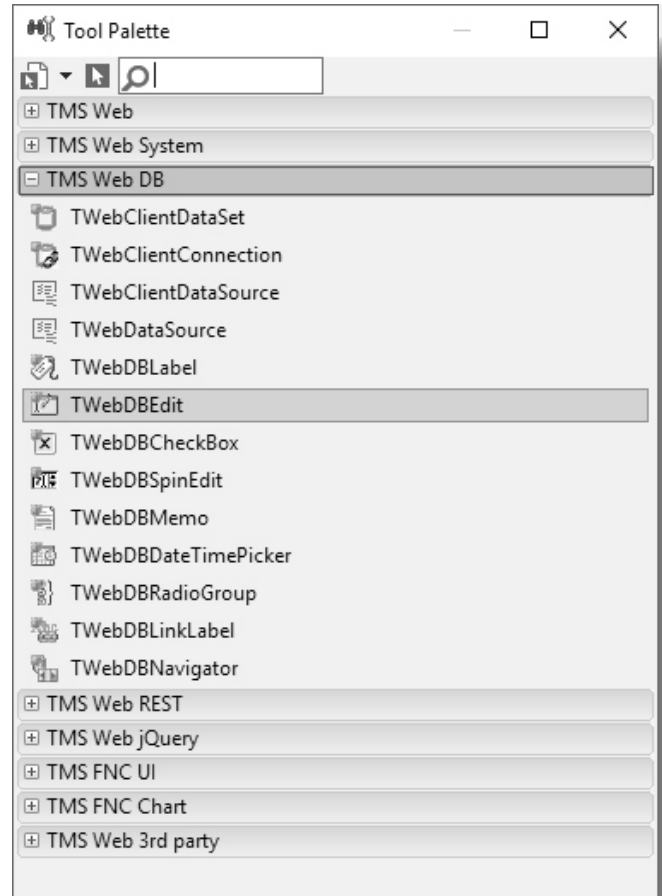 Tool Palette
TMS Web
TMS Web System
TMS Web DB
TWebClientDataSet
TWebClientConnection
TWebClientDataSource
TWebDataSource
TWebDBLabel
TWebDBEdit
TWebDBCheckBox
TWebDBSpinEdit
TWebDBMemo
TWebDBDateTimePicker
TWebDBRadioGroup
TWebDBLinkLabel
TWebDBNavigator
TMS Web REST
TMS Web jQuery
TMS FNC UI
TMS FNC Chart
TMS Web 3rd party